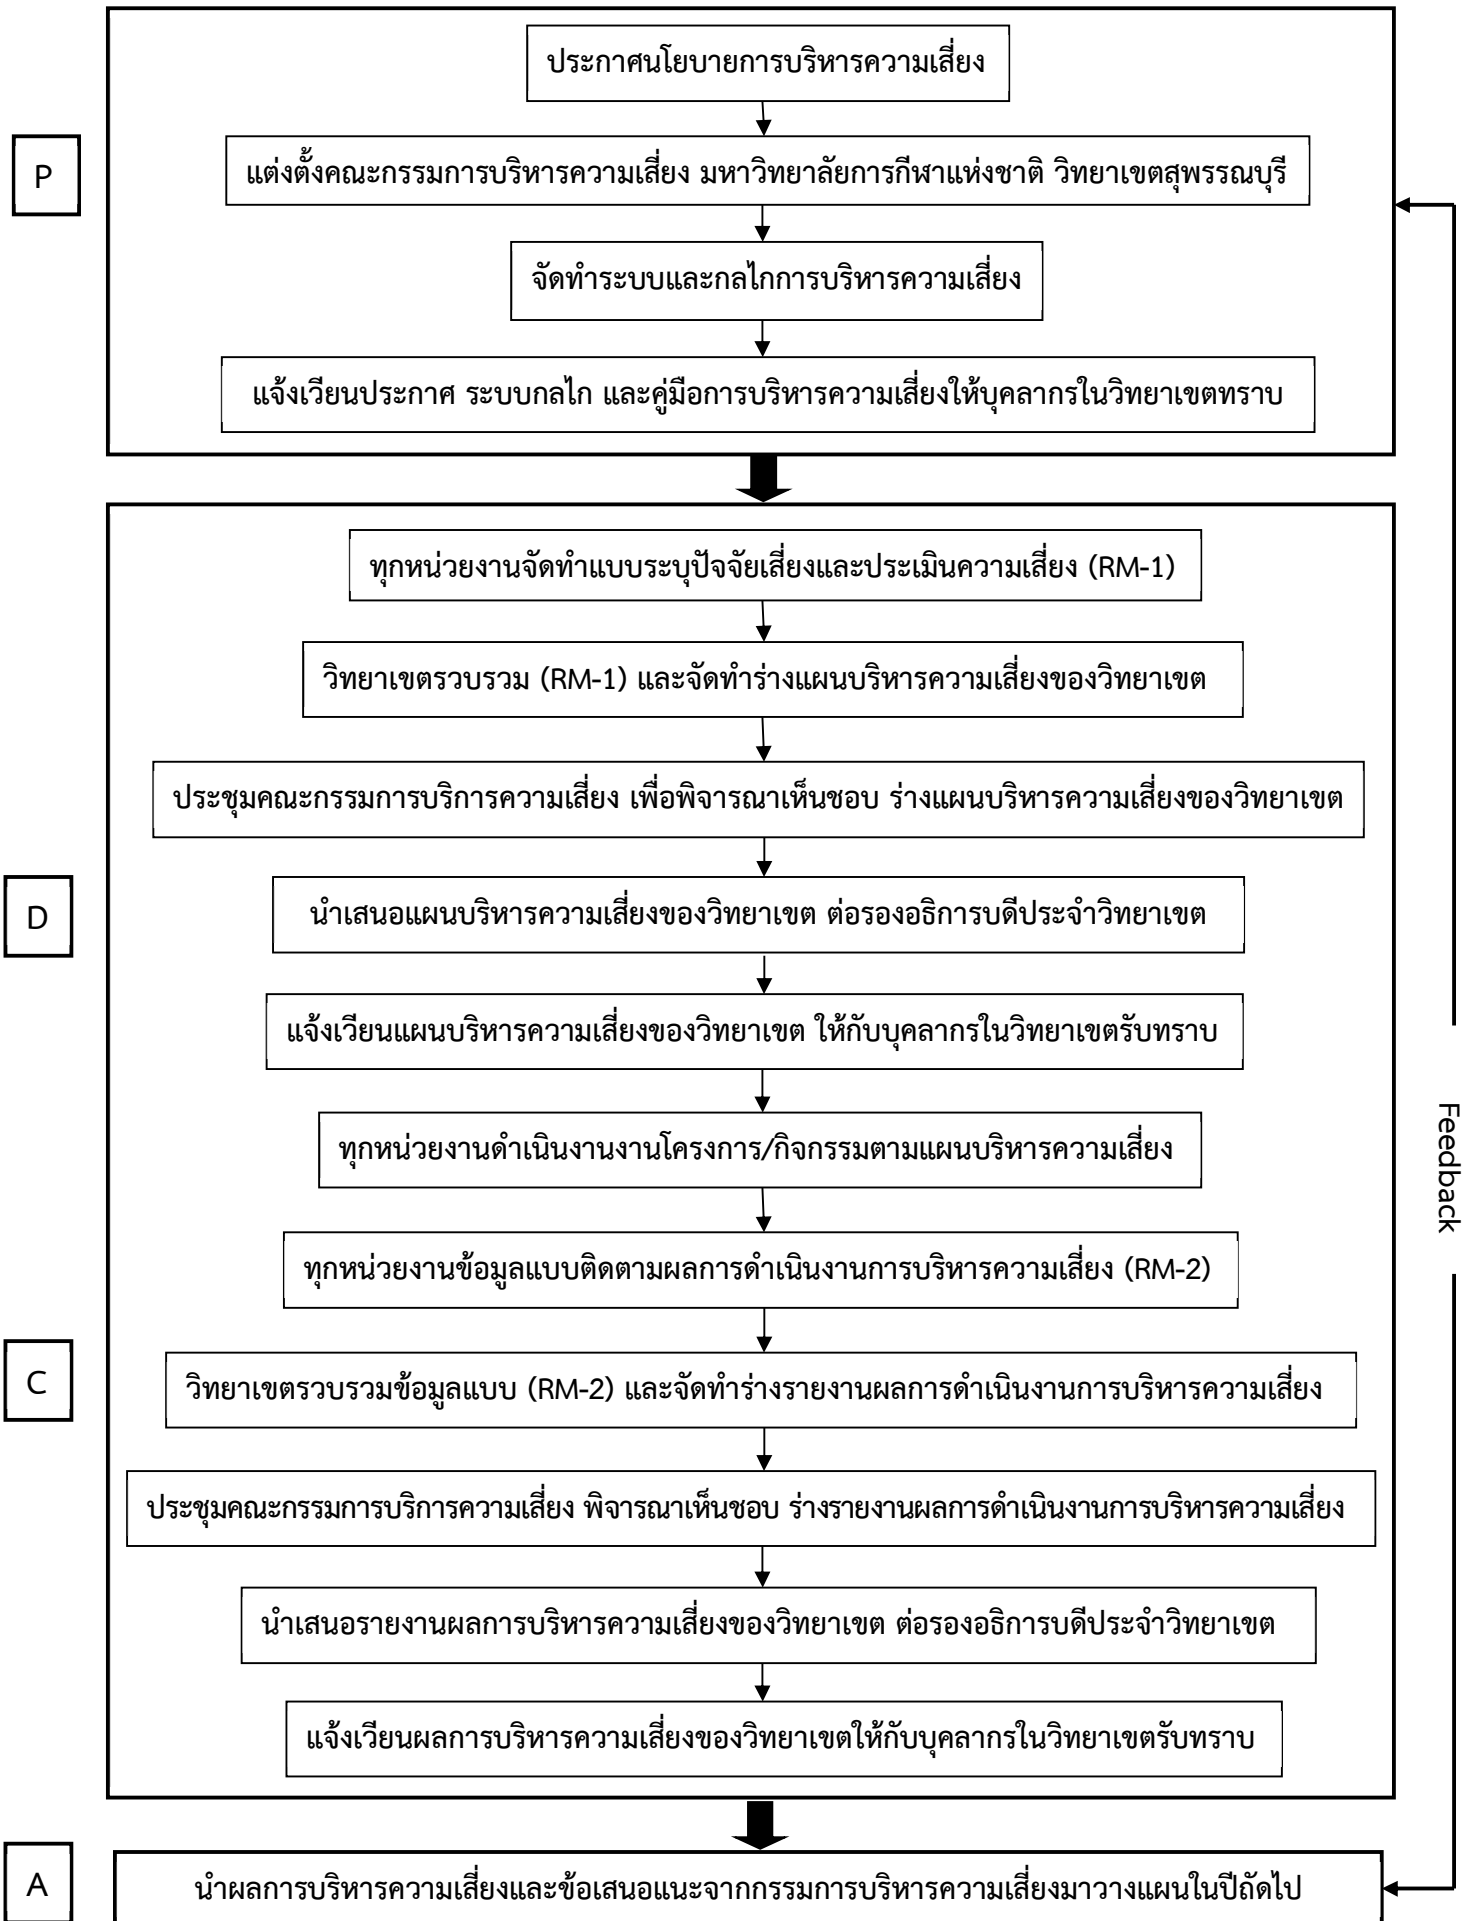 ประกาศนโยบายการบริหารความเสี่ยง
P
แต่งตั้งคณะกรรมการบริหารความเสี่ยง มหาวิทยาลัยการกีฬาแห่งชาติ วิทยาเขตสุพรรณบุรี
จัดทำระบบและกลไกการบริหารความเสี่ยง
แจ้งเวียนประกาศ ระบบกลไก และคู่มือการบริหารความเสี่ยงให้บุคลากรในวิทยาเขตทราบ
ทุกหน่วยงานจัดทำแบบระบุปัจจัยเสี่ยงและประเมินความเสี่ยง (RM-1)
วิทยาเขตรวบรวม (RM-1) และจัดทำร่างแผนบริหารความเสี่ยงของวิทยาเขต
ประชุมคณะกรรมการบริการความเสี่ยง เพื่อพิจารณาเห็นชอบ ร่างแผนบริหารความเสี่ยงของวิทยาเขต
D
นำเสนอแผนบริหารความเสี่ยงของวิทยาเขต ต่อรองอธิการบดีประจำวิทยาเขต
แจ้งเวียนแผนบริหารความเสี่ยงของวิทยาเขต ให้กับบุคลากรในวิทยาเขตรับทราบ
ทุกหน่วยงานดำเนินงานงานโครงการ/กิจกรรมตามแผนบริหารความเสี่ยง
Feedback
ทุกหน่วยงานข้อมูลแบบติดตามผลการดำเนินงานการบริหารความเสี่ยง (RM-2)
C
วิทยาเขตรวบรวมข้อมูลแบบ (RM-2) และจัดทำร่างรายงานผลการดำเนินงานการบริหารความเสี่ยง
ประชุมคณะกรรมการบริการความเสี่ยง พิจารณาเห็นชอบ ร่างรายงานผลการดำเนินงานการบริหารความเสี่ยง
นำเสนอรายงานผลการบริหารความเสี่ยงของวิทยาเขต ต่อรองอธิการบดีประจำวิทยาเขต
แจ้งเวียนผลการบริหารความเสี่ยงของวิทยาเขตให้กับบุคลากรในวิทยาเขตรับทราบ
A
นำผลการบริหารความเสี่ยงและข้อเสนอแนะจากกรรมการบริหารความเสี่ยงมาวางแผนในปีถัดไป